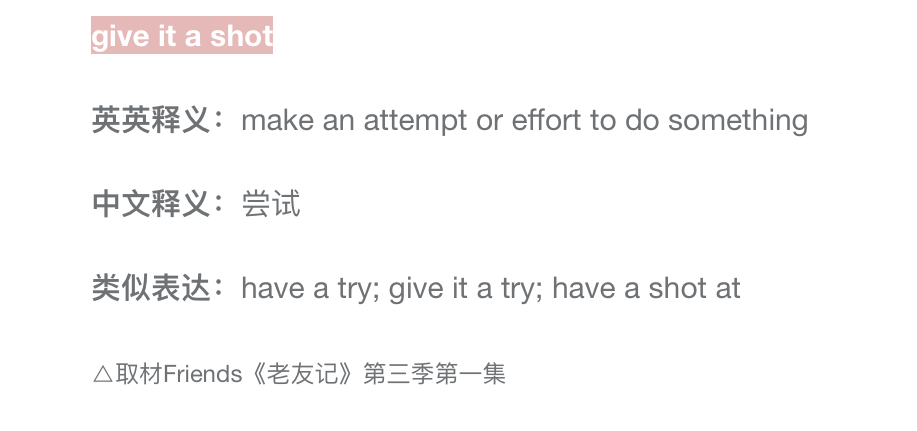 give it a shot
英英释义：make an attempt or effort to do something
中文释义：尝试
类似表达：have a try; give it a try; have a shot at
△取材Friends《老友记》第三季第一集